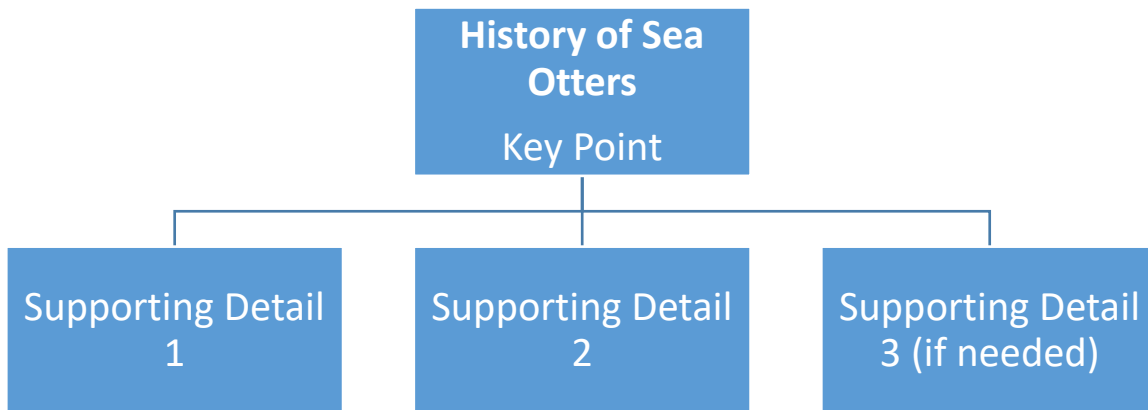 History of Sea
Otters
Key Point
Supporting Detail
1
Supporting Detail
2
Supporting Detail
3 (if needed)